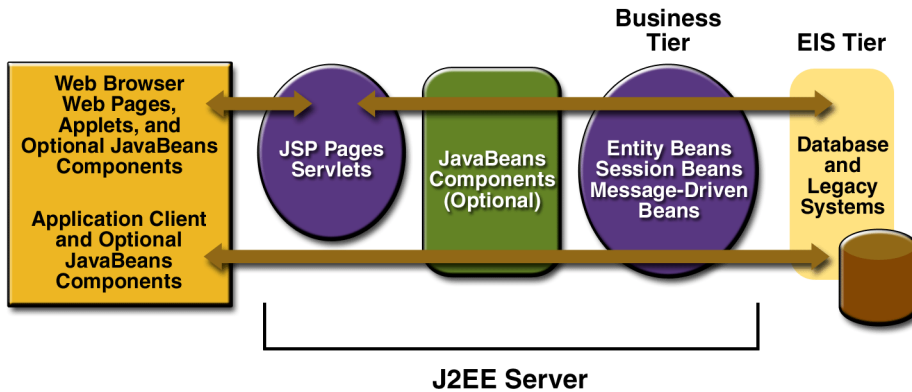 Business
Tier
EIS Tier
Web Browser
Web Pages,
Applets, and
Optional JavaBeans
Components
Application Client
and Optional
JavaBeans
Components
JSP Pages
Servlets
JavaBeans
Components
(Optional)
Entity Beans
Session Beans
Message-Driven
Beans
Database
and
Legacy
Systems
J2EE Server